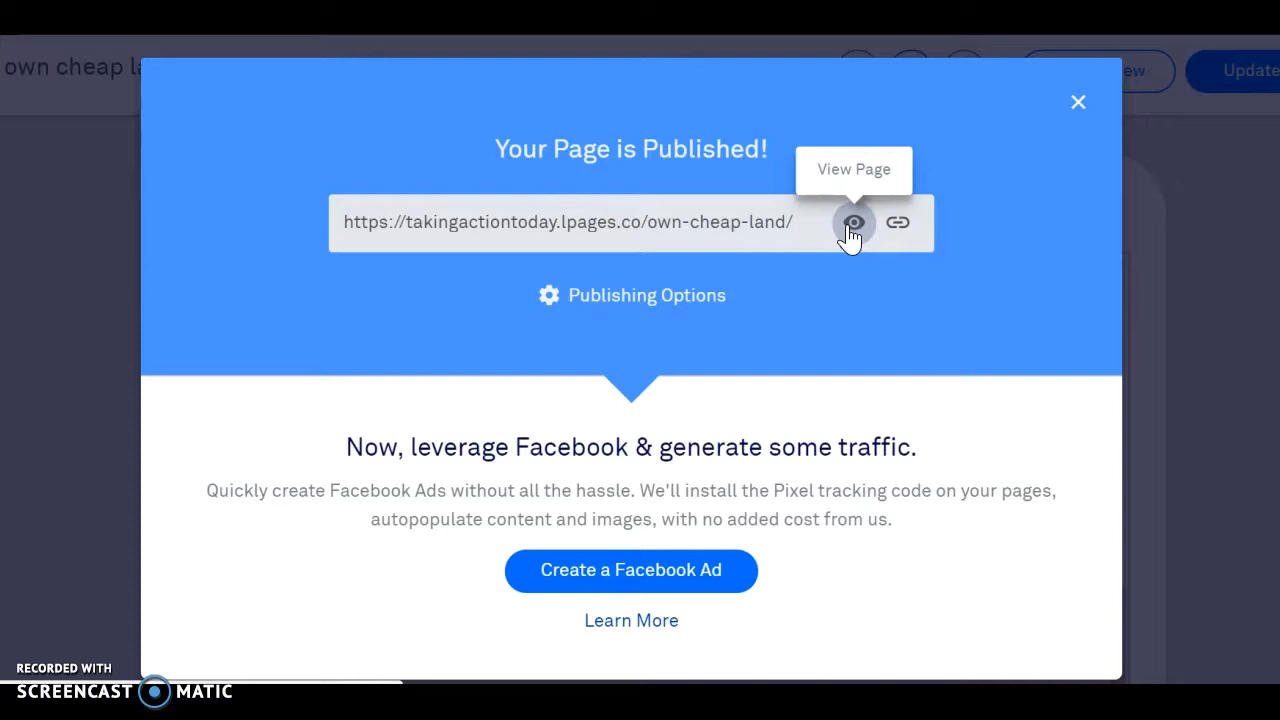 own cheap la
ew
Update
Your Page is Published!
View Page
https://takingactiontoday.lpages.co/own-cheap-land/
Publishing Options
Now, leverage Facebook & generate some traffic.
Quickly create Facebook Ads without all the hassle. We'll install the Pixel tracking code on your pages,
autopopulate content and images, with no added cost from us.
Create a Facebook Ad
Learn More
RECORDED WITH
SCREENCAST MATIC